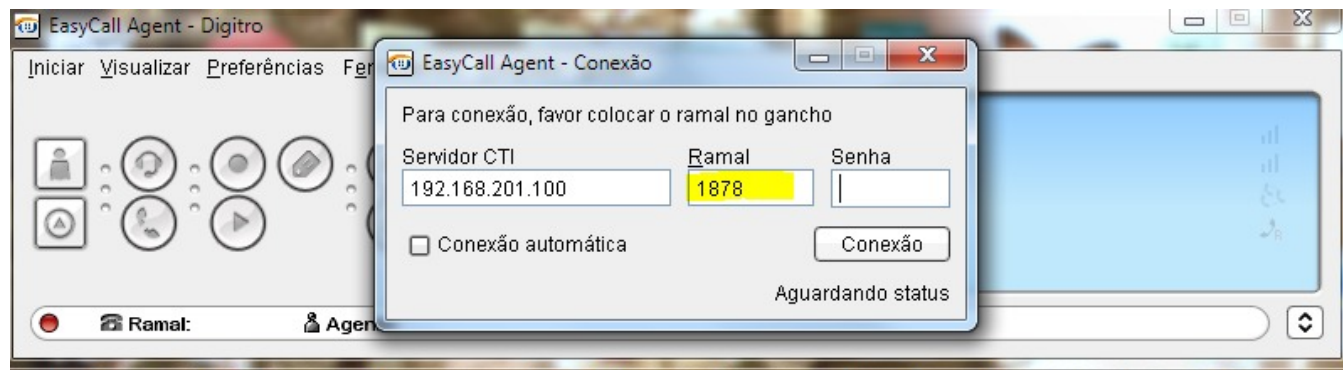 EasyCall Agent - Digitro
Iniciar Visualizar Preferências Fer
EasyCall Agent - Conexão
Para conexão, favor colocar o ramal no gancho
Servidor CTI Ramal Senha
192.168.201.100 1878
Conexão automática Conexão
Aguardando status
Ramal: Agen